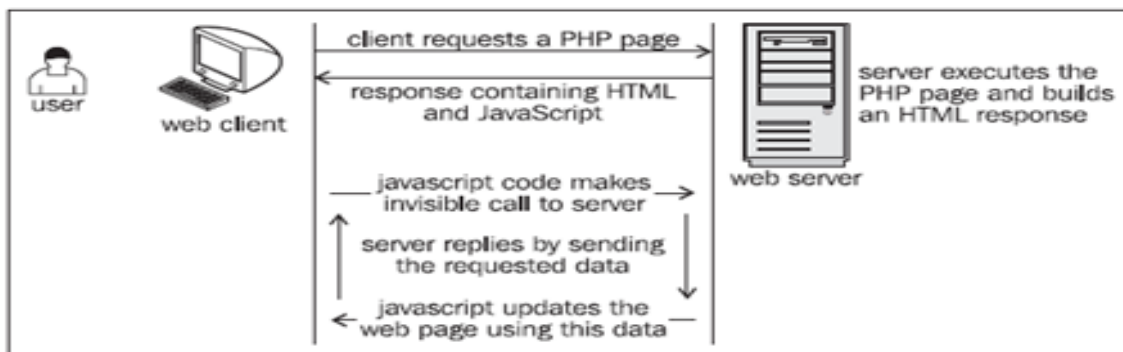 client requests a PHP page
user
web client
response containing HTML
and JavaScript
server executes the
PHP page and builds
an HTML response
web server
javascript code makes
invisible call to server
server replies by sending
the requested data
javascript updates the
web page using this data